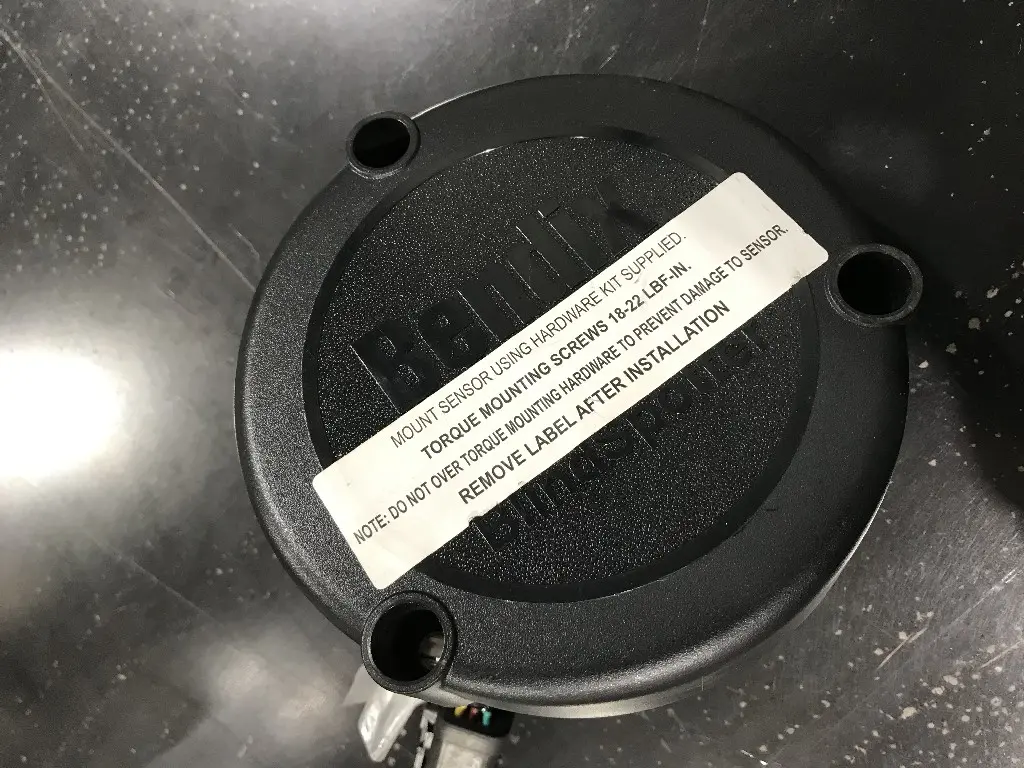 Bendix
MOUNT SENSOR USING HARDWARE KIT SUPPLIED.
TORQUE MOUNTING SCREWS 18-22 LBF-IN.
NOTE: DO NOT OVER TORQUE MOUNTING HARDWARE TO PREVENT DAMAGE TO SENSOR.
REMOVE LABEL AFTER INSTALLATION
Blindspotter